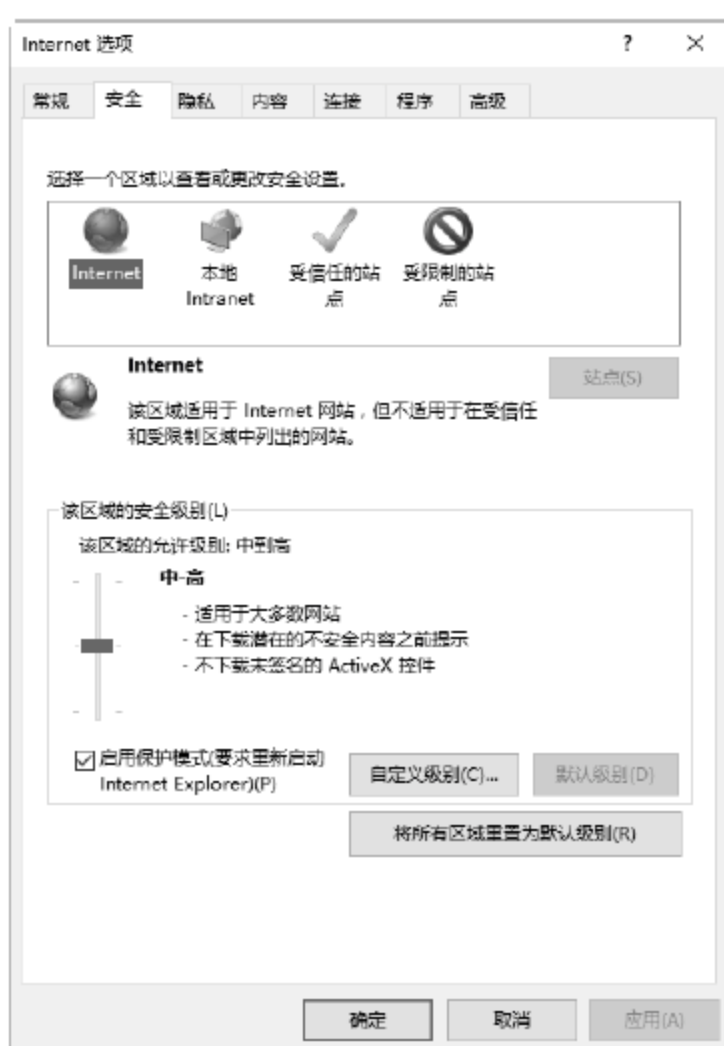 Internet 选项
? ×
常规 安全 隐私 内容 连接 程序 高级
选择一个区域以查看或更改安全设置。
Internet 本地 受信任的站 受限制的站
Intranet 点 点
Internet
站点(S)
该区域适用于 Internet 网站，但不适用于在受信任
和受限制区域中列出的网站。
该区域的安全级别(L)
该区域的允许级别: 中到高
中-高
- 适用于大多数网站
- 在下载潜在的不安全内容之前提示
- 不下载未签名的 ActiveX 控件
启用保护模式(要求重新启动
Internet Explorer)(P)
自定义级别(C)... 默认级别(D)
将所有区域重置为默认级别(R)
确定 取消 应用(A)